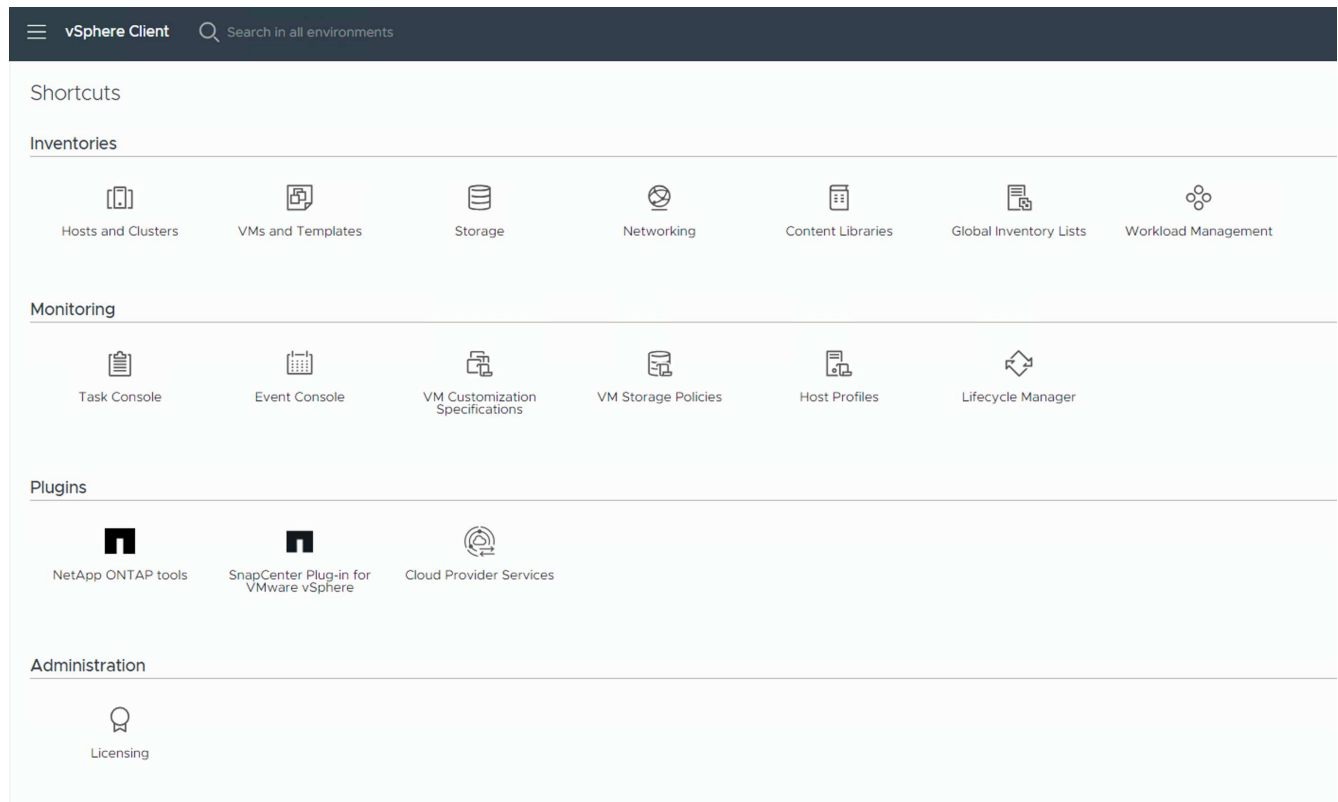 vSphere Client
Search in all environments
Shortcuts
Inventories
Hosts and Clusters
VMs and Templates
Storage
Networking
Content Libraries
Global Inventory Lists
Workload Management
Monitoring
Task Console
Event Console
VM Customization
Specifications
VM Storage Policies
Host Profiles
Lifecycle Manager
Plugins
NetApp ONTAP tools
SnapCenter Plug-in for
VMware vSphere
Cloud Provider Services
Administration
Licensing